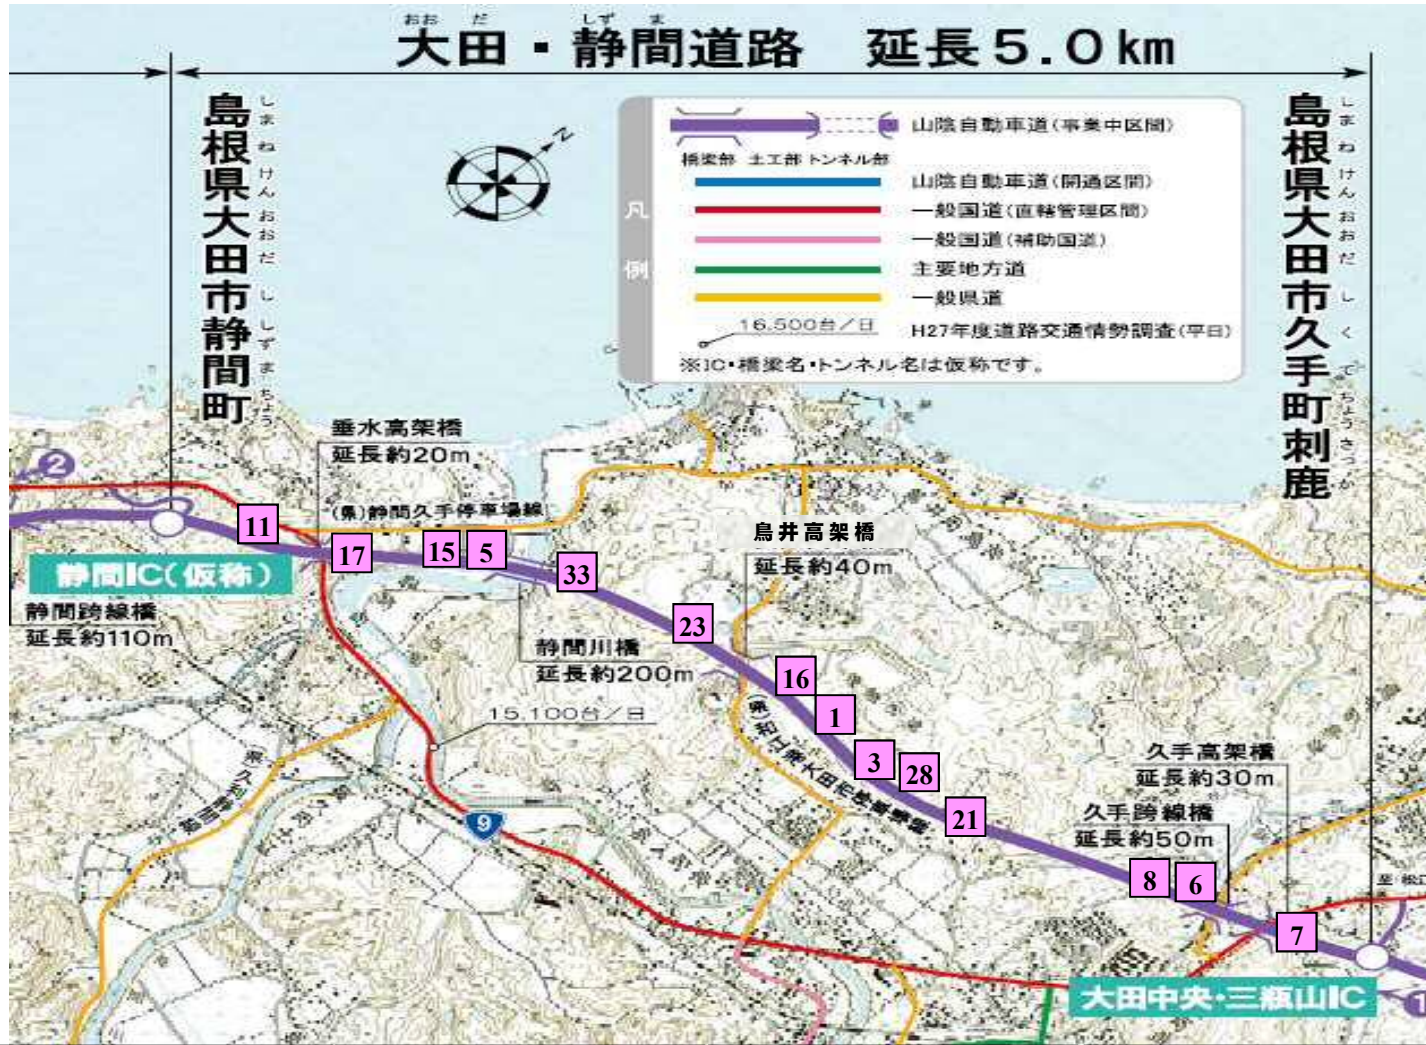 おおだ しずま
大田・静間道路 延長5.0km
島根県大田市静間町
しまねけんおおだししずまちょう
島根県大田市久手町刺鹿
しまねけんおおだしくてちょうさつか
N
凡例
山陰自動車道(事業中区間)
橋梁部 土工部 トンネル部
山陰自動車道(開通区間)
一般国道(直轄管理区間)
一般国道(補助国道)
主要地方道
一般県道
16,500台/日 H27年度道路交通情勢調査(平日)
※IC・橋梁名・トンネル名は仮称です。
垂水高架橋
延長約20m
2
(県)静間久手停車場線
11
17
15
5
33
鳥井高架橋
延長約40m
静間IC(仮称)
静間跨線橋
延長約110m
23
静間川橋
延長約200m
16
1
15,100台/日
3
28
21
久手高架橋
延長約30m
久手跨線橋
延長約50m
9
8
6
7
至 松江
大田中央・三瓶山IC
1